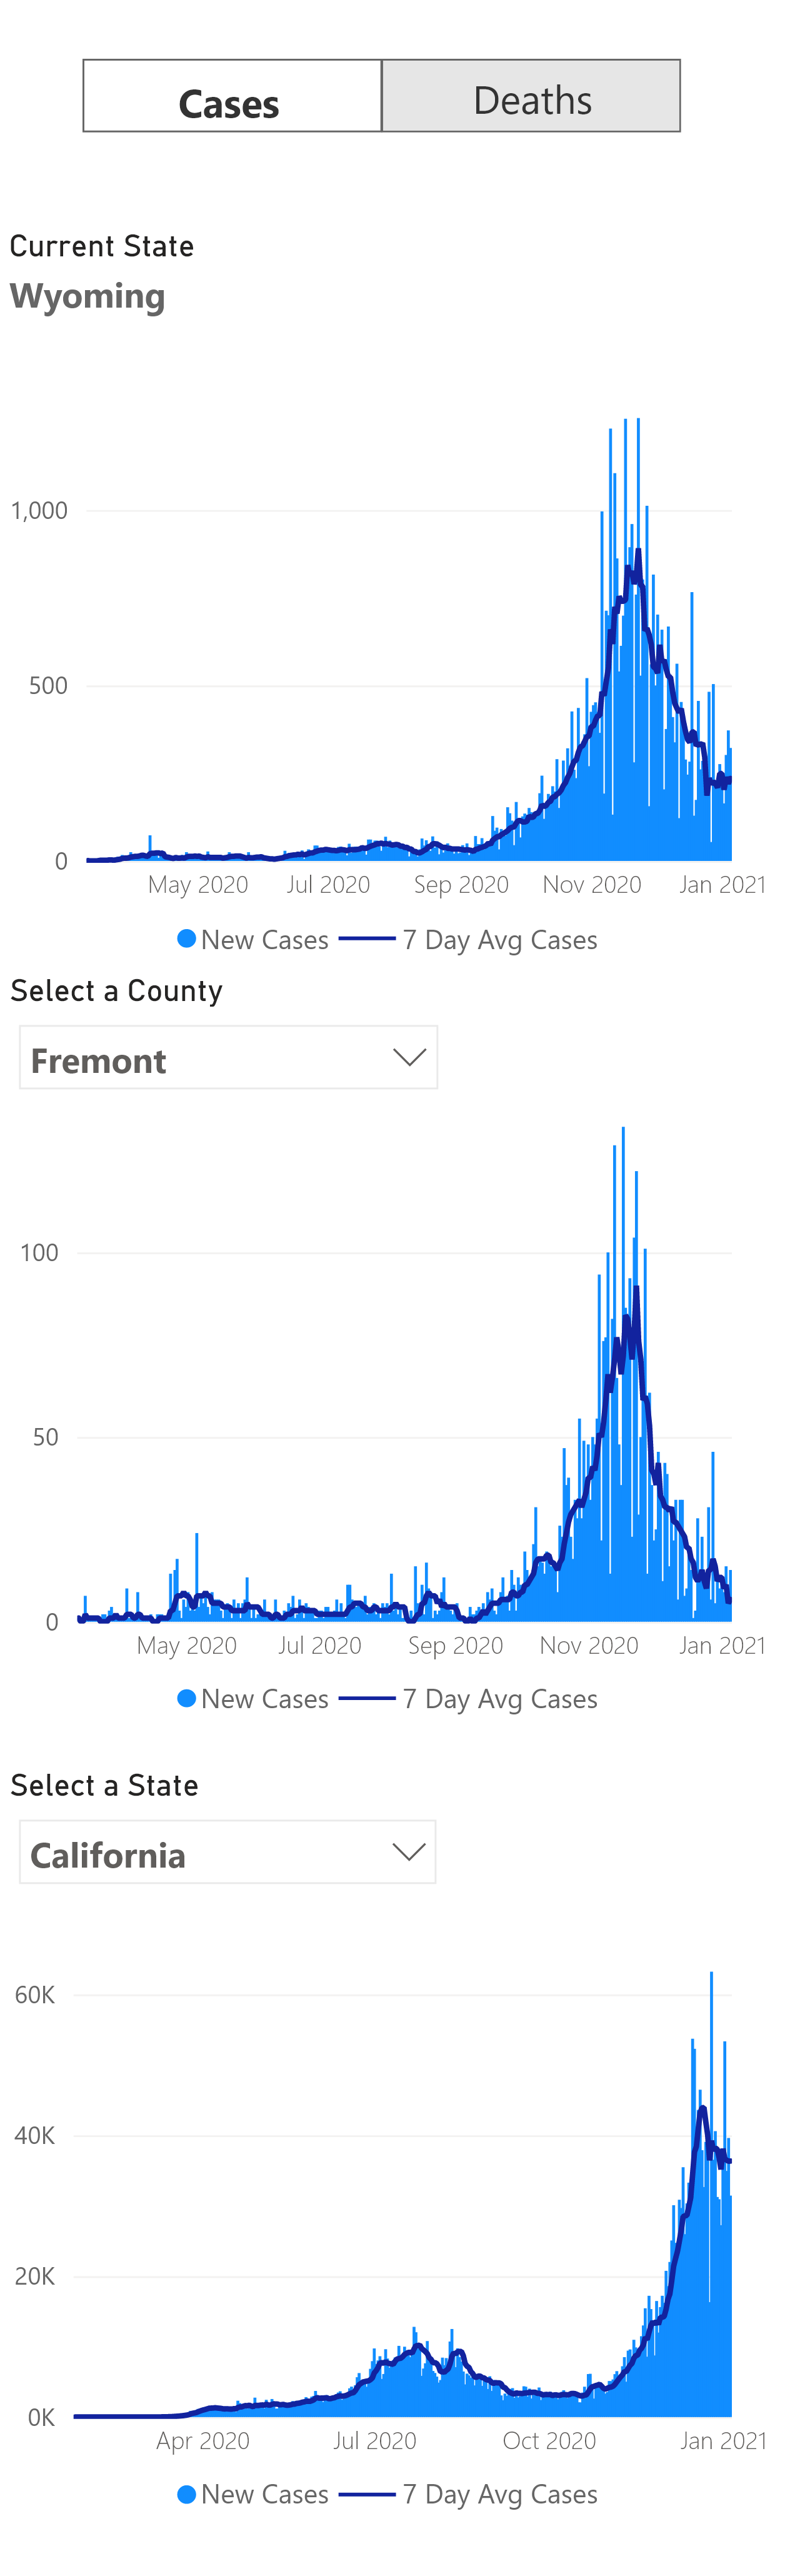 Cases Deaths
Current State
Wyoming
1,000
500
0
May 2020 Jul 2020 Sep 2020 Nov 2020 Jan 2021
New Cases 7 Day Avg Cases
Select a County
Fremont
100
50
0
May 2020 Jul 2020 Sep 2020 Nov 2020 Jan 2021
New Cases 7 Day Avg Cases
Select a State
California
60K
40K
20K
0K
Apr 2020 Jul 2020 Oct 2020 Jan 2021
New Cases 7 Day Avg Cases